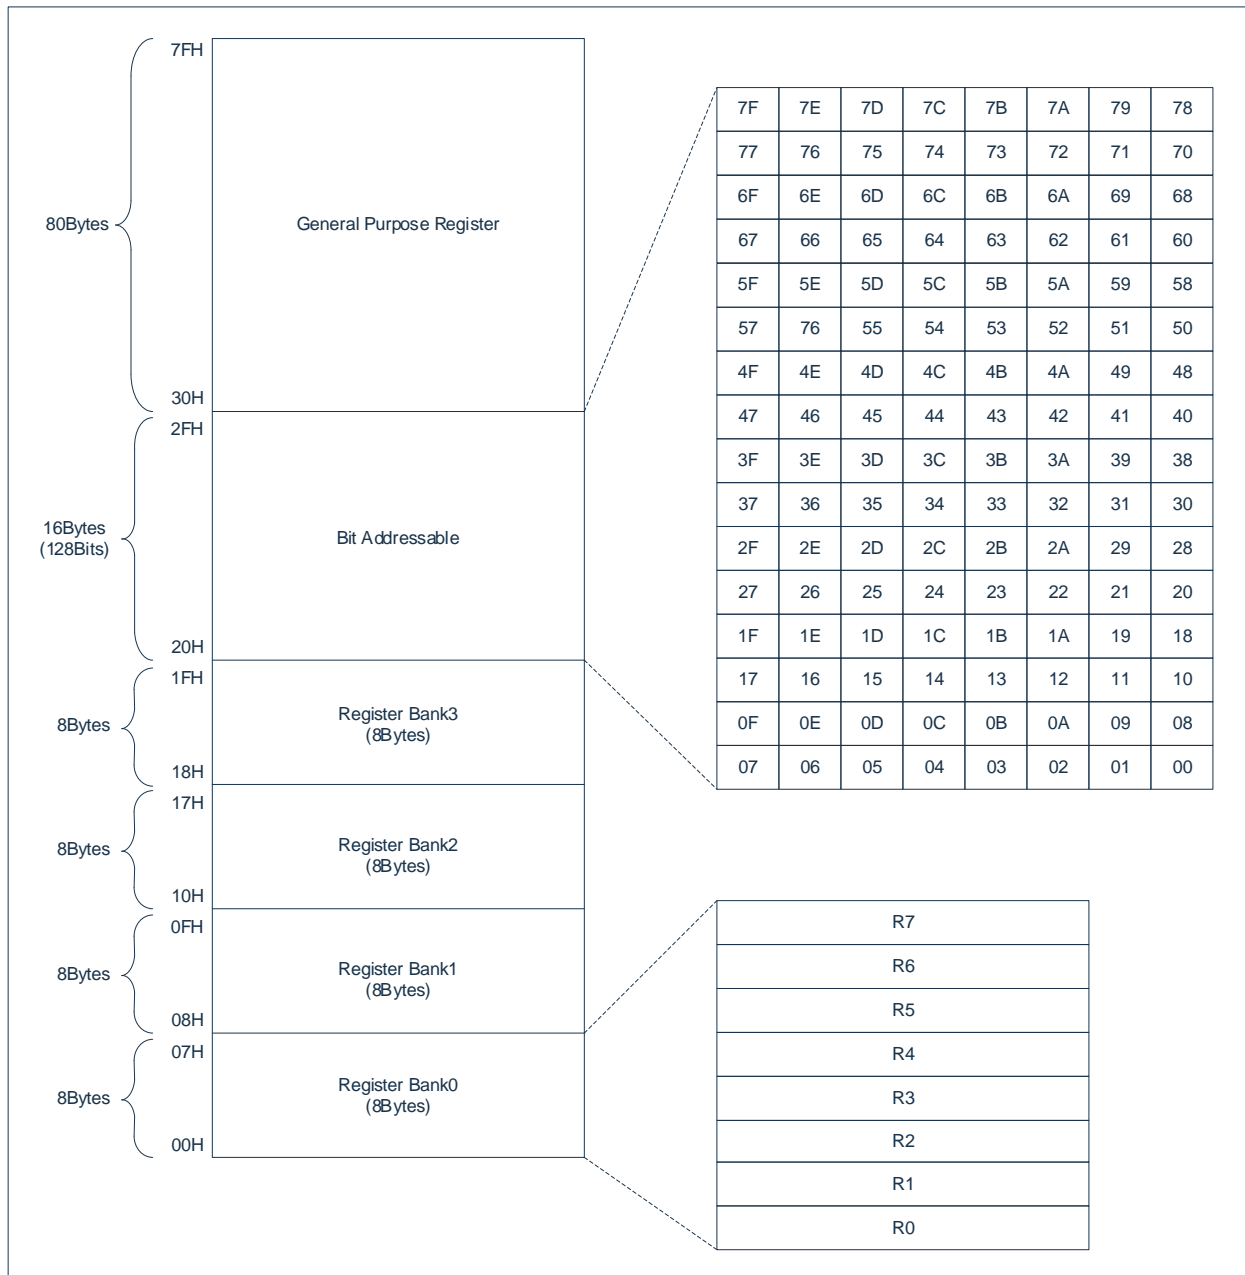 7FH
80Bytes
General Purpose Register
30H
2FH
16Bytes
(128Bits)
Bit Addressable
20H
1FH
8Bytes
Register Bank3
(8Bytes)
18H
17H
8Bytes
Register Bank2
(8Bytes)
10H
0FH
8Bytes
Register Bank1
(8Bytes)
08H
07H
8Bytes
Register Bank0
(8Bytes)
00H
7F 7E 7D 7C 7B 7A 79 78
77 76 75 74 73 72 71 70
6F 6E 6D 6C 6B 6A 69 68
67 66 65 64 63 62 61 60
5F 5E 5D 5C 5B 5A 59 58
57 76 55 54 53 52 51 50
4F 4E 4D 4C 4B 4A 49 48
47 46 45 44 43 42 41 40
3F 3E 3D 3C 3B 3A 39 38
37 36 35 34 33 32 31 30
2F 2E 2D 2C 2B 2A 29 28
27 26 25 24 23 22 21 20
1F 1E 1D 1C 1B 1A 19 18
17 16 15 14 13 12 11 10
0F 0E 0D 0C 0B 0A 09 08
07 06 05 04 03 02 01 00
R7
R6
R5
R4
R3
R2
R1
R0